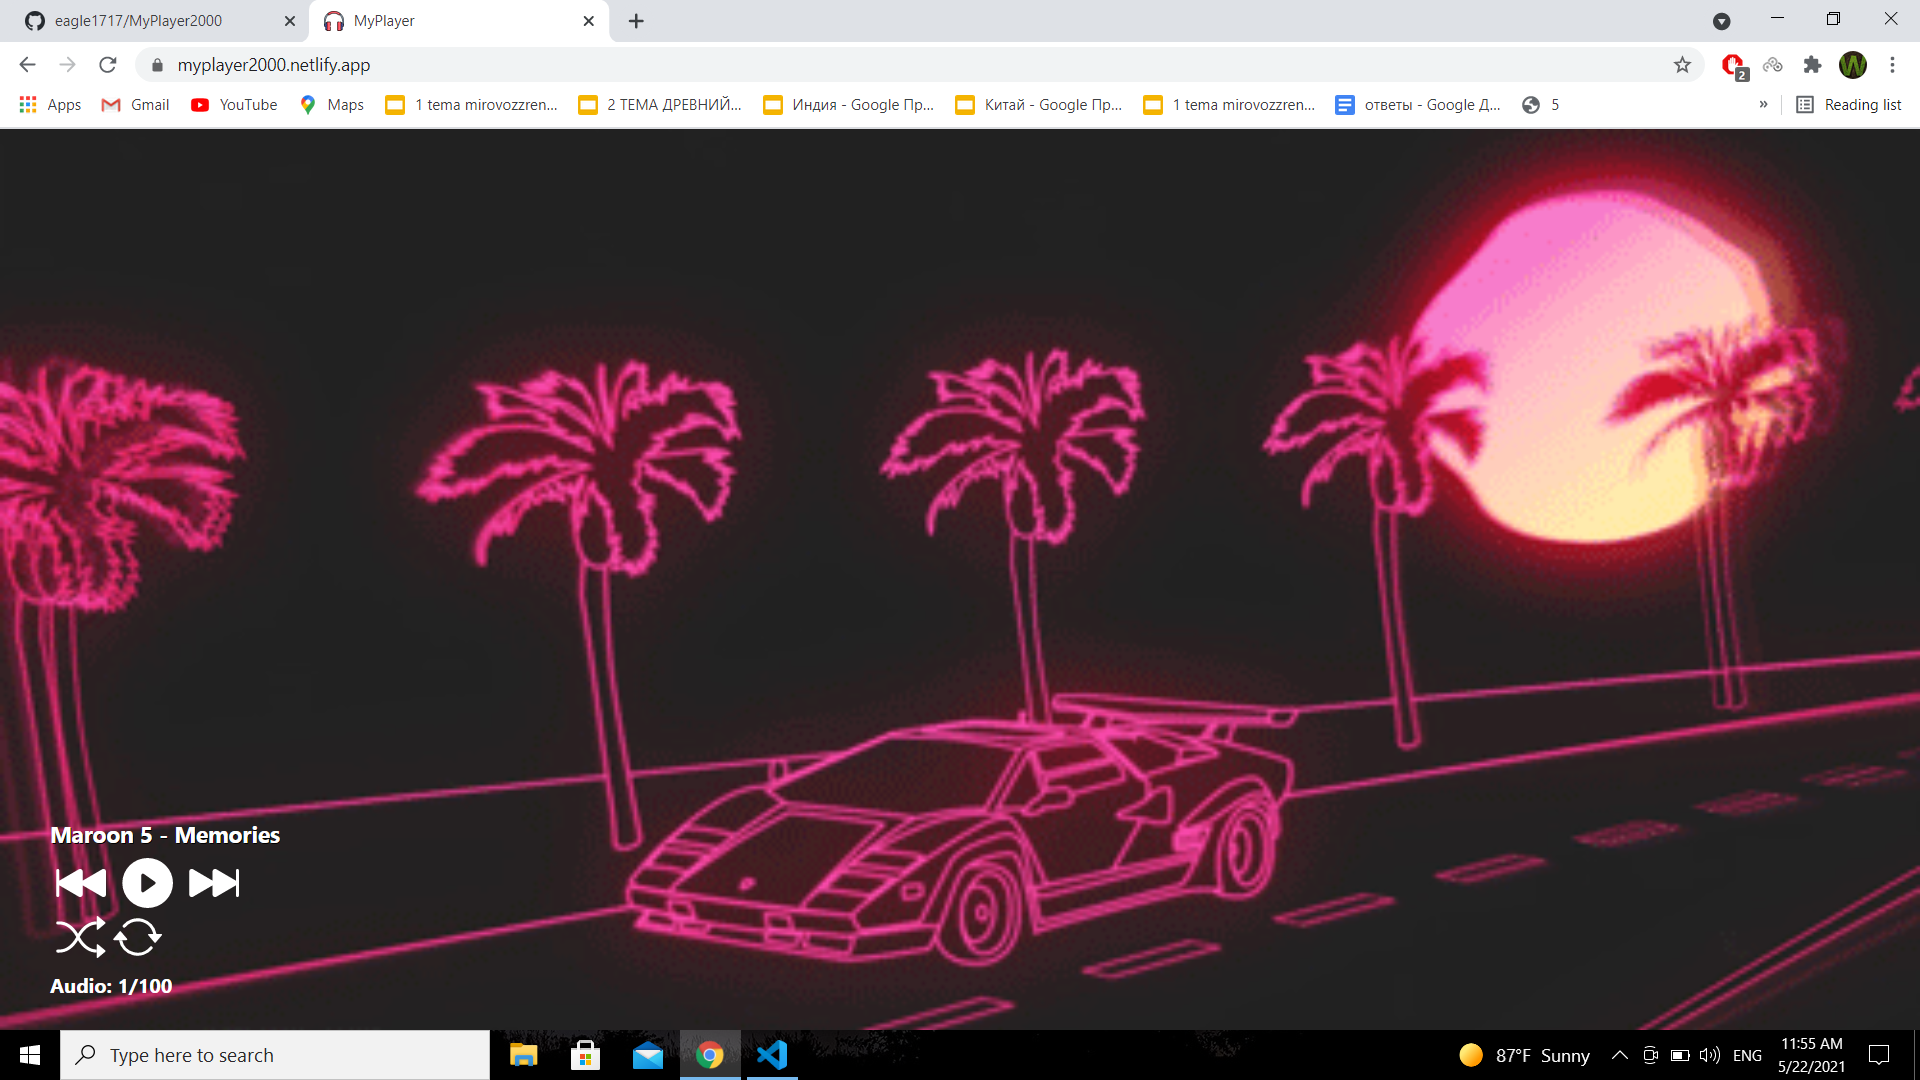 eagle1717/MyPlayer2000
MyPlayer
myplayer2000.netlify.app
2
W
Apps
Gmail
YouTube
Maps
1 tema mirovozzren...
2 ТЕМА ДРЕВНИЙ...
Индия - Google Пр...
Китай - Google Пр...
1 tema mirovozzren...
ответы - Google Д...
5
»
Reading list
Maroon 5 - Memories
Audio: 1/100
Type here to search
87°F Sunny
ENG
11:55 AM
5/22/2021